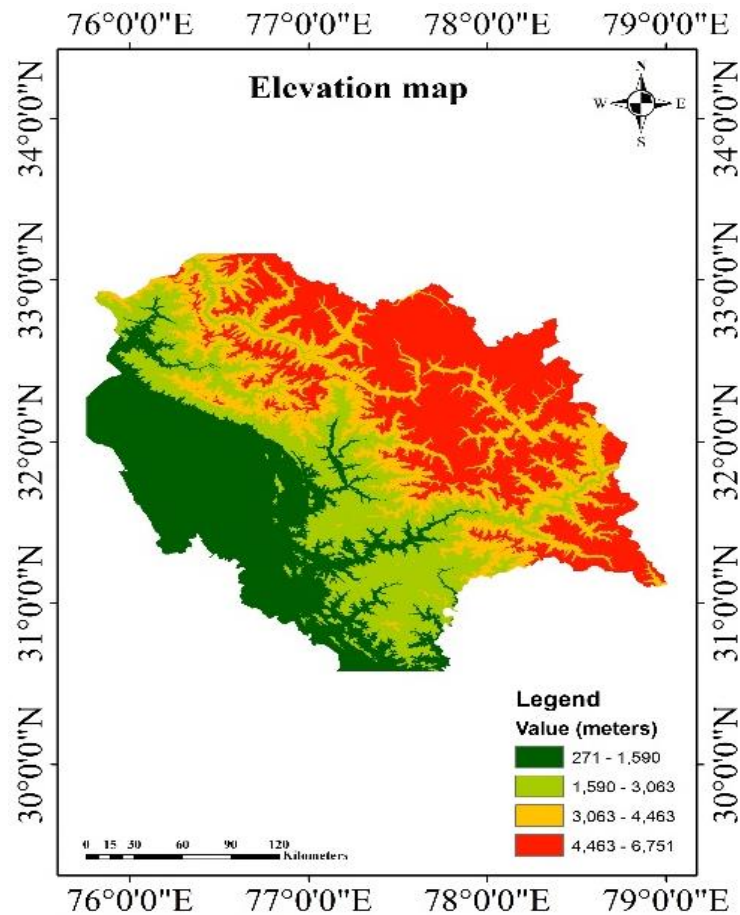 76°0'0"E 77°0'0"E 78°0'0"E 79°0'0"E
Elevation map
N
W E
S
34°0'0"N 34°0'0"N
33°0'0"N 33°0'0"N
32°0'0"N 32°0'0"N
31°0'0"N 31°0'0"N
30°0'0"N 30°0'0"N
Legend
Value (meters)
271 - 1,590
1,590 - 3,063
3,063 - 4,463
4,463 - 6,751
0 15 30 60 90 120
Kilometers
76°0'0"E 77°0'0"E 78°0'0"E 79°0'0"E